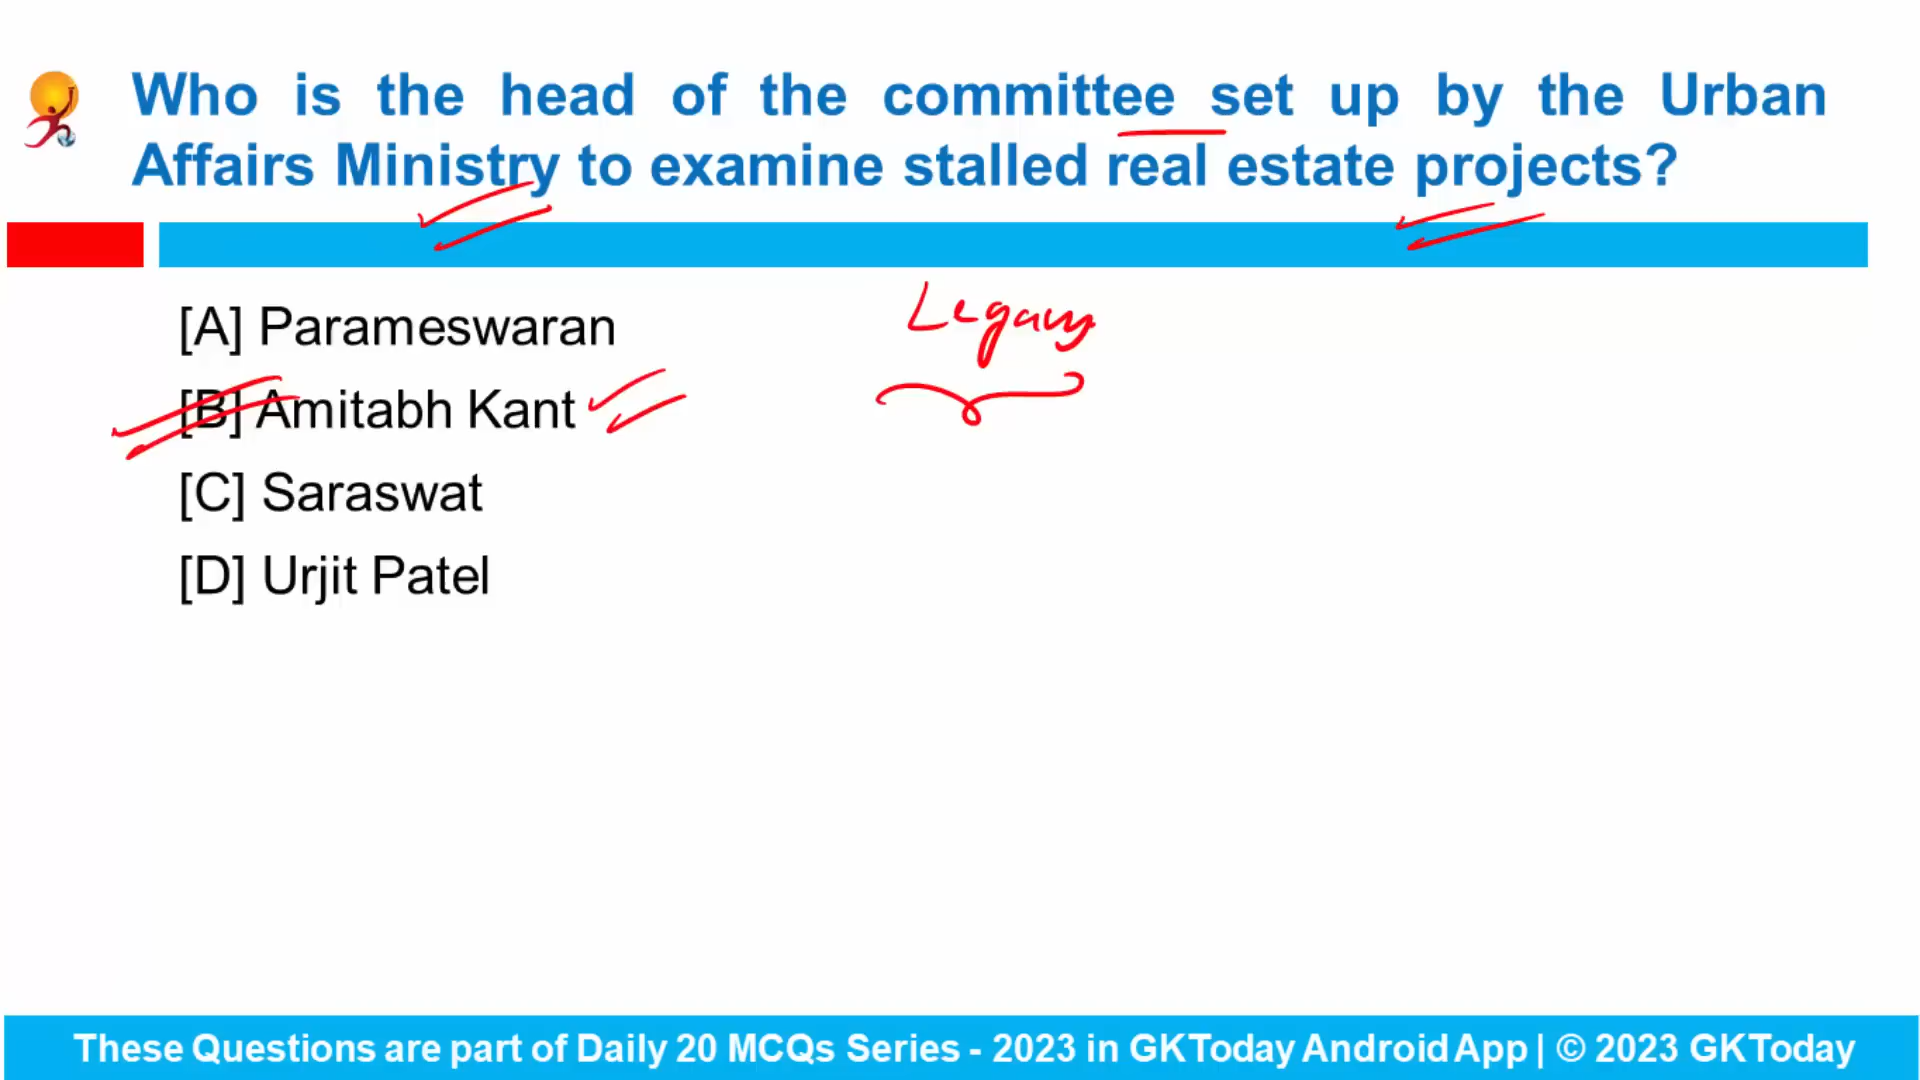 Who is the head of the committee set up by the Urban
Affairs Ministry to examine stalled real estate projects?
[A] Parameswaran
Legacy
[B] Amitabh Kant
[C] Saraswat
[D] Urjit Patel
These Questions are part of Daily 20 MCQs Series - 2023 in GKToday Android App | © 2023 GKToday